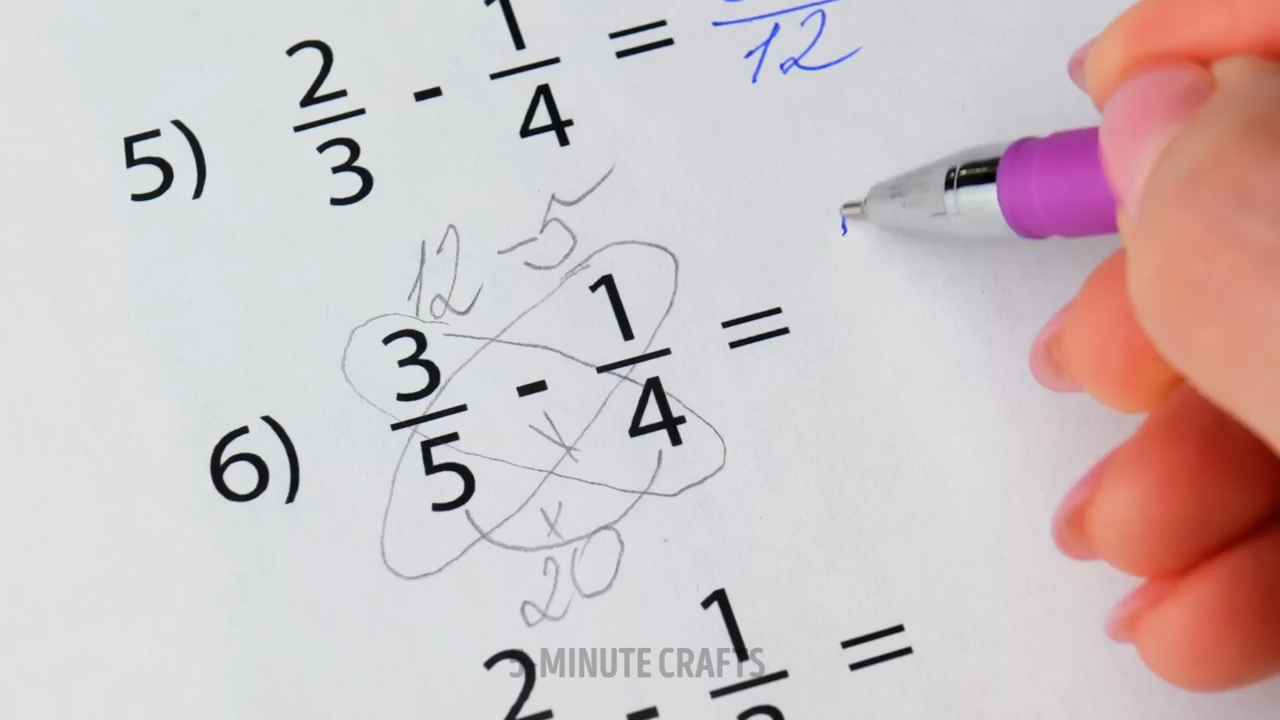 5) 2/3 - 1/4 = /12
12 - 5
6) 3/5 - 1/4 =
x
x
20
2 - 1 =
5-MINUTE CRAFTS